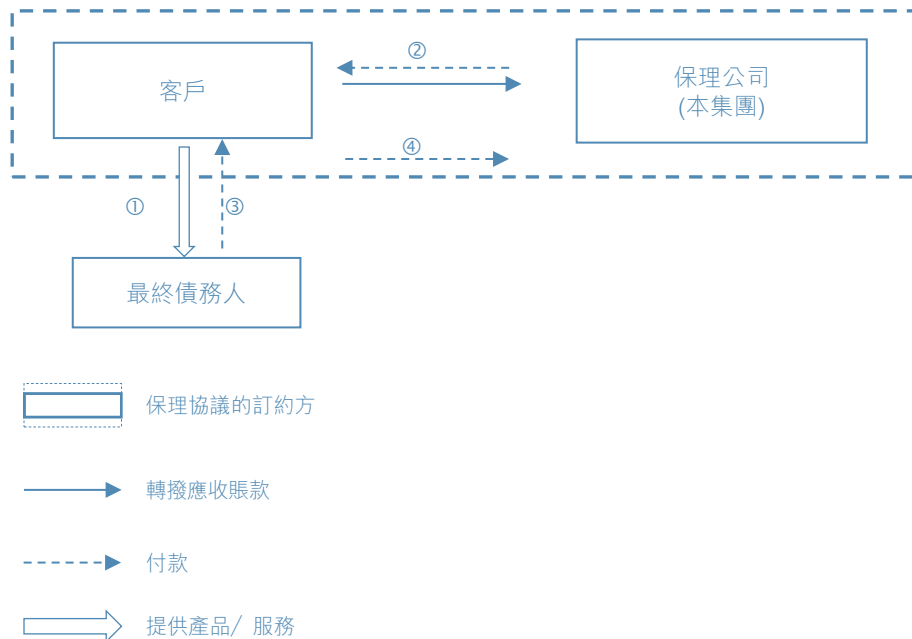 ②
客戶
保理公司
(本集團)
④
①
③
最終債務人
保理協議的訂約方
轉撥應收賬款
付款
提供產品/ 服務